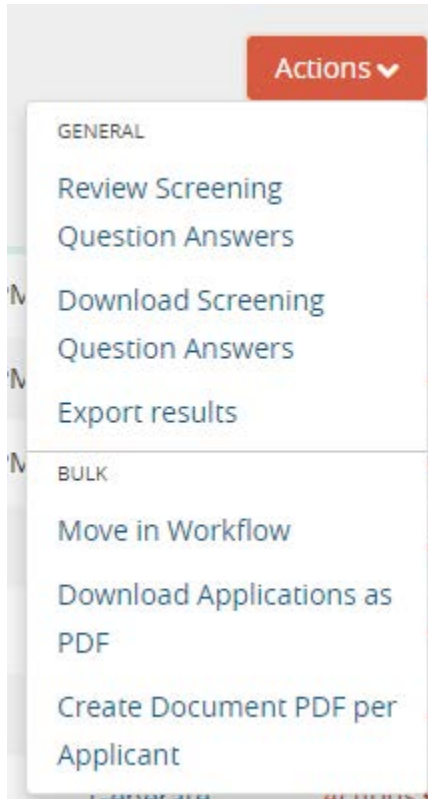 Actions
GENERAL
Review Screening
Question Answers
Download Screening
Question Answers
Export results
BULK
Move in Workflow
Download Applications as
PDF
Create Document PDF per
Applicant